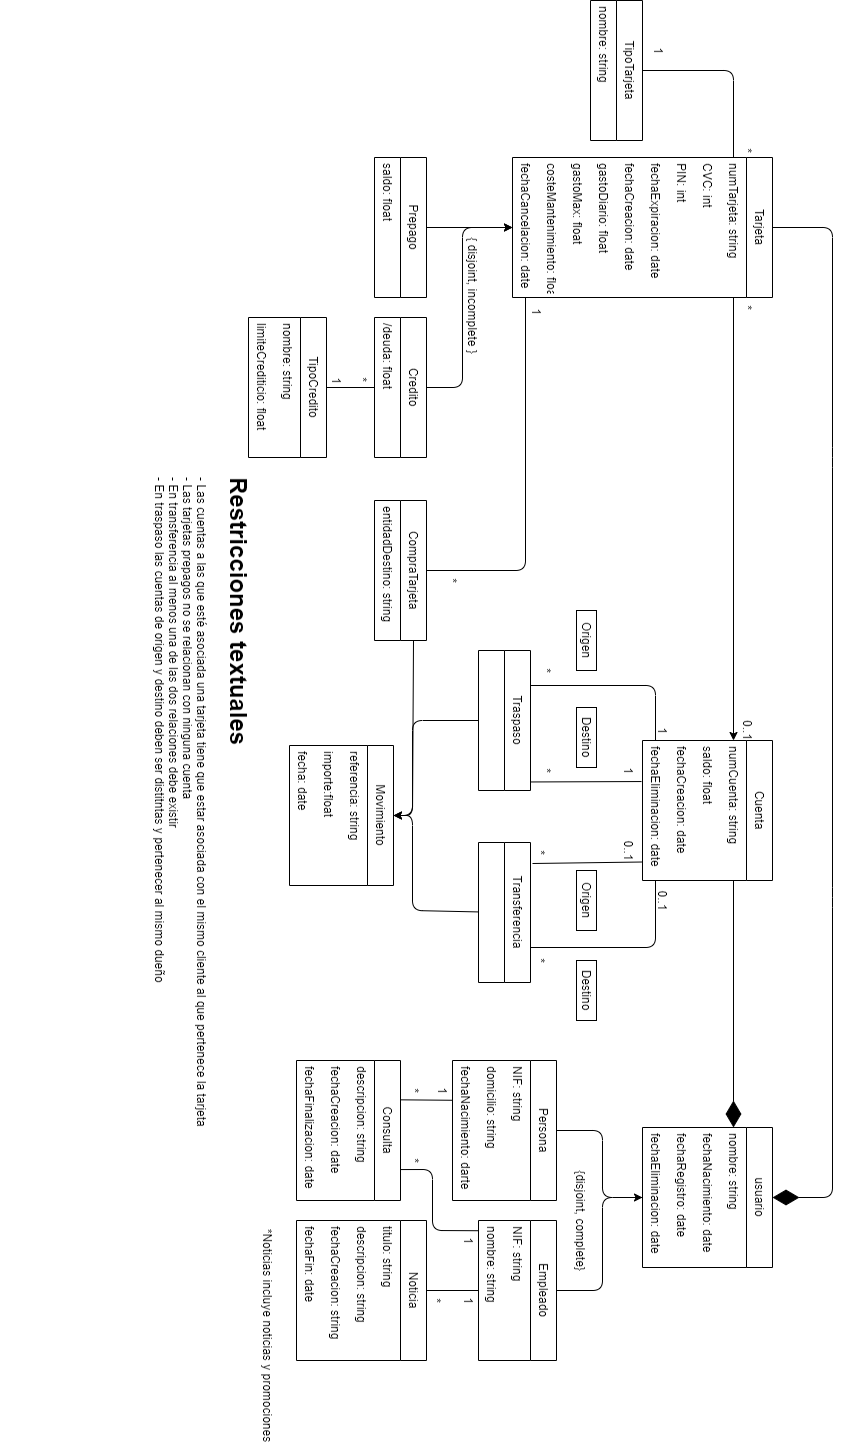 TipoTarjeta
nombre: string
1
*
Tarjeta
numTarjeta: string
CVC: int
PIN: int
fechaExpiracion: date
fechaCreacion: date
gastoDiario: float
gastoMax: float
costeMantenimiento: floa
fechaCancelacion: date
*
1
Prepago
saldo: float
{ disjoint, incomplete }
Credito
/deuda: float
*
1
TipoCredito
nombre: string
limiteCrediticio: float
CompraTarjeta
entidadDestino: string
*
Origen
Destino
*
*
1
1
Traspaso
0..1
Cuenta
numCuenta: string
saldo: float
fechaCreacion: date
fechaEliminacion: date
0..1
0..1
Origen
Destino
*
*
Transferencia
Movimiento
referencia: string
importe:float
fecha: date
usuario
nombre: string
fechaNacimiento: date
fechaRegistro: date
fechaEliminacion: date
{disjoint, complete}
Persona
NIF: string
domicilio: string
fechaNacimiento: darte
1
*
Empleado
NIF: string
nombre: string
1
*
1
*
Consulta
descripcion: string
fechaCreacion: date
fechaFinalizacion: date
Noticia
titulo: string
descripcion: string
fechaCreacion: string
fechaFin: date
*Noticias incluye noticias y promociones
Restricciones textuales
- Las cuentas a las que esté asociada una tarjeta tiene que estar asociada con el mismo cliente al que pertenece la tarjeta
- Las tarjetas prepagos no se relacionan con ninguna cuenta
- En transferencia al menos una de las dos relaciones debe existir
- En traspaso las cuentas de origen y destino deben ser distitntas y pertenecer al mismo dueño